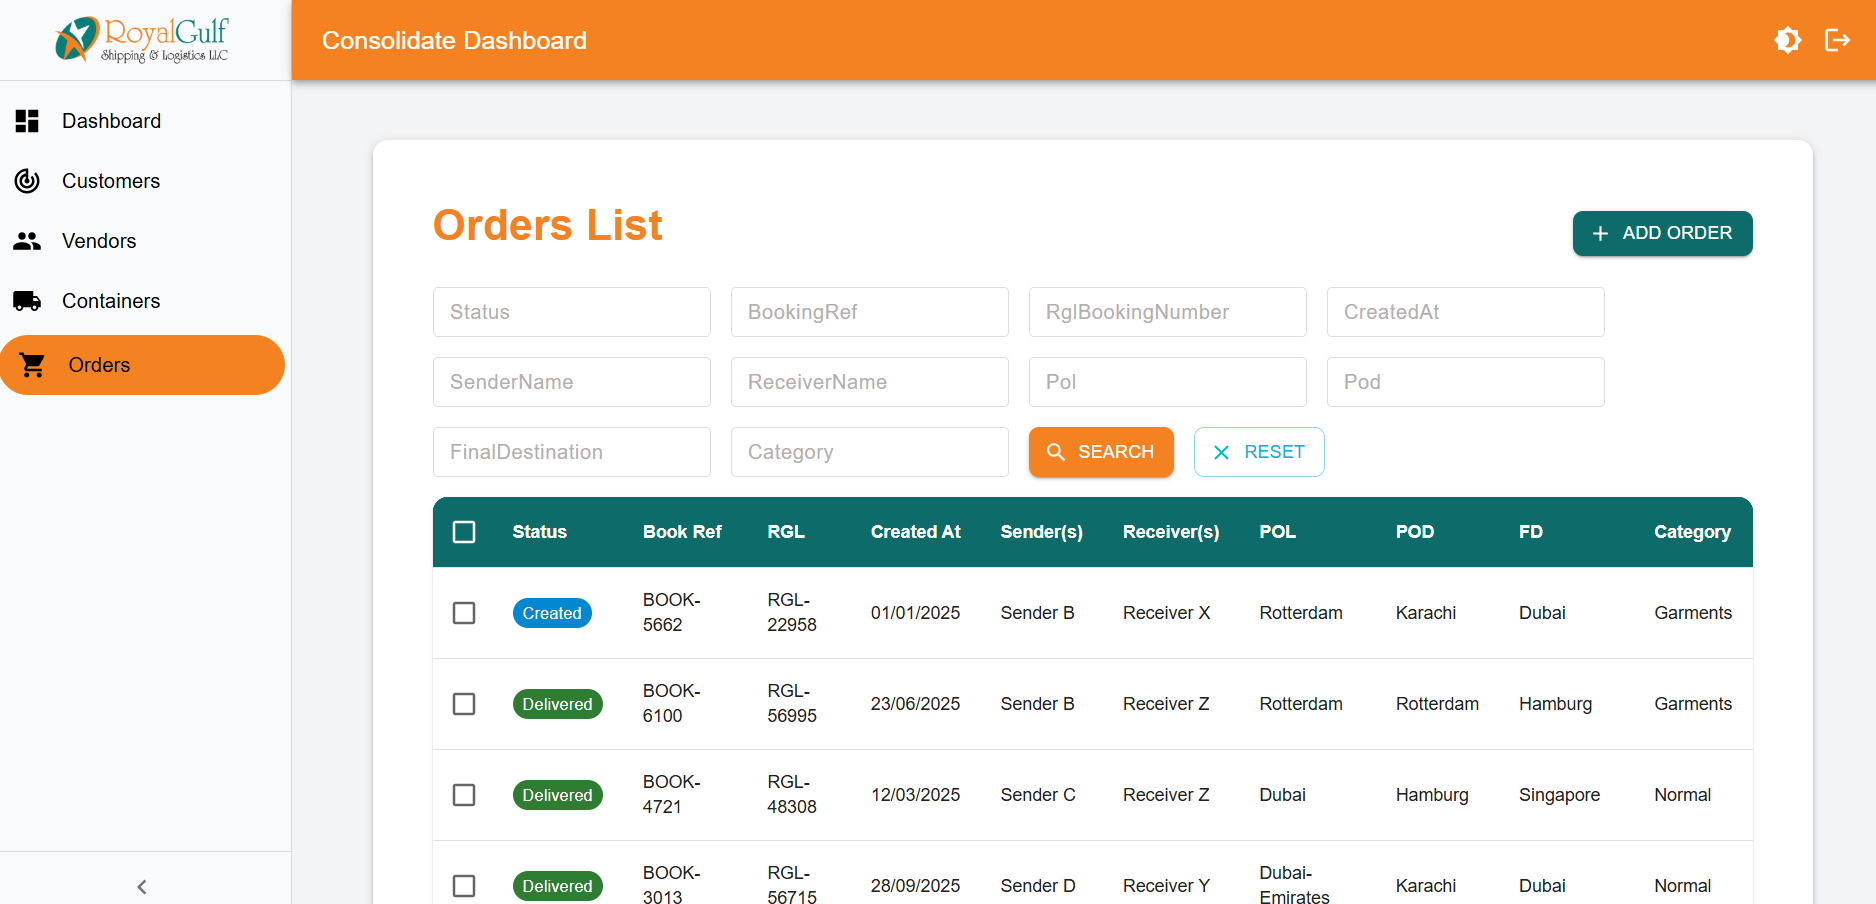 RoyalGulf
Shipping & Logistics LLC
Consolidate Dashboard
Dashboard
Customers
Vendors
Containers
Orders
Orders List
ADD ORDER
Status BookingRef RglBookingNumber CreatedAt
SenderName ReceiverName Pol Pod
FinalDestination Category SEARCH RESET
Status Book Ref RGL Created At Sender(s) Receiver(s) POL POD FD Category
Created BOOK-5662 RGL-22958 01/01/2025 Sender B Receiver X Rotterdam Karachi Dubai Garments
Delivered BOOK-6100 RGL-56995 23/06/2025 Sender B Receiver Z Rotterdam Rotterdam Hamburg Garments
Delivered BOOK-4721 RGL-48308 12/03/2025 Sender C Receiver Z Dubai Hamburg Singapore Normal
Delivered BOOK-3013 RGL-56715 28/09/2025 Sender D Receiver Y Dubai-Emirates Karachi Dubai Normal